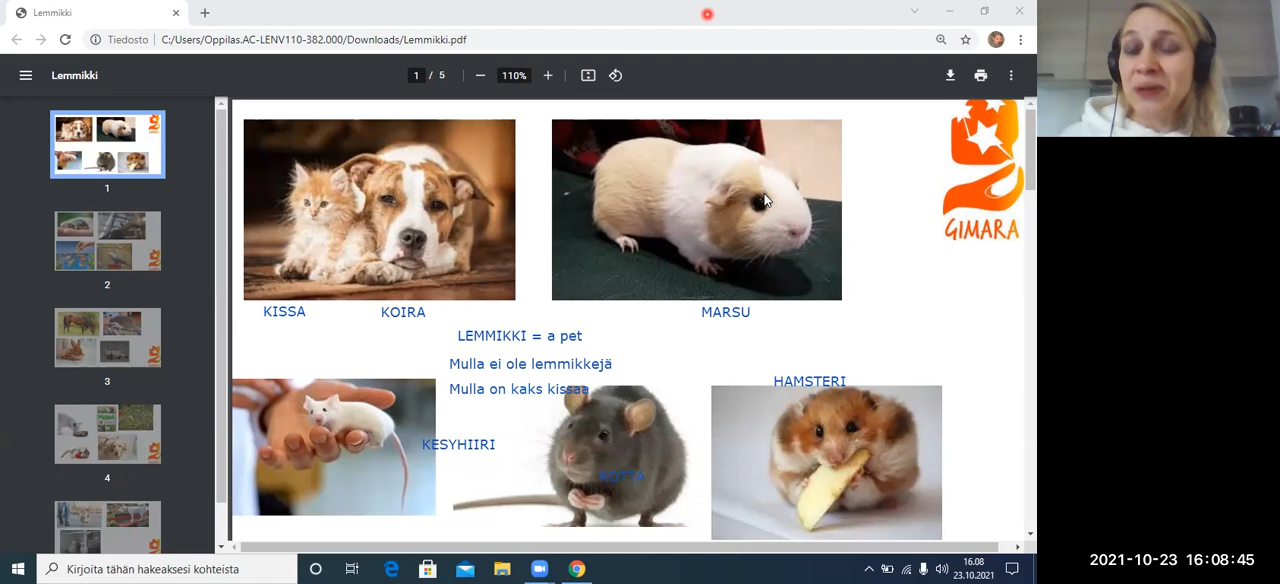 Lemmikki
Tiedosto
C:/Users/Oppilas.AC-LENV110-382.000/Downloads/Lemmikki.pdf
Lemmikki
1 / 5
110%
1
2
3
4
GIMARA
KISSA
KOIRA
MARSU
LEMMIKKI = a pet
Mulla ei ole lemmikkejä
Mulla on kaks kissaa
HAMSTERI
KESYHIIRI
ROTTA
Kirjoita tähän hakeaksesi kohteista
16.08
23.10.2021
2021-10-23 16:08:45